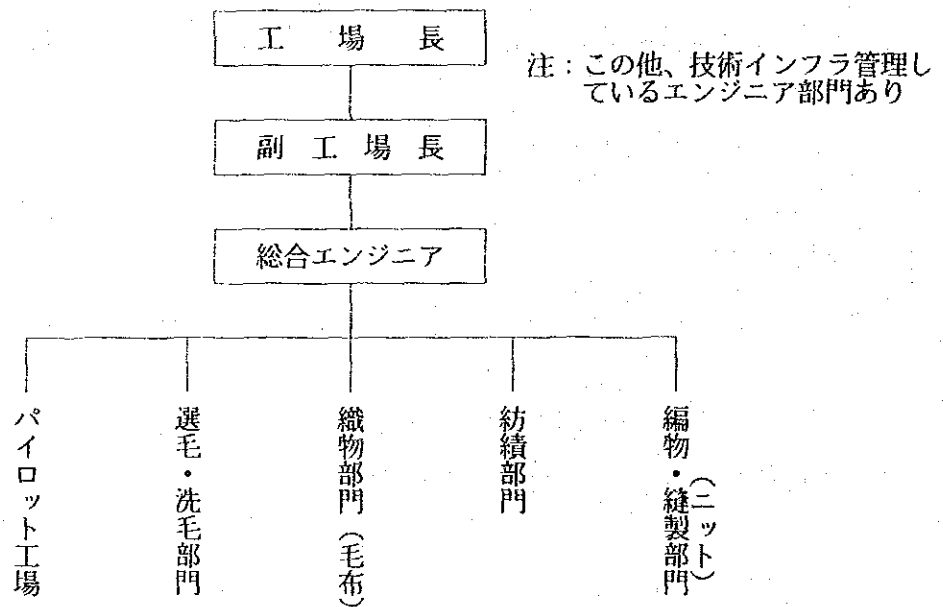 工場長
注：この他、技術インフラ管理し
ているエンジニア部門あり
副工場長
総合エンジニア
パイロット工場
選毛・洗毛部門
織物部門（毛布）
紡績部門
編物・縫製部門
（ニット）